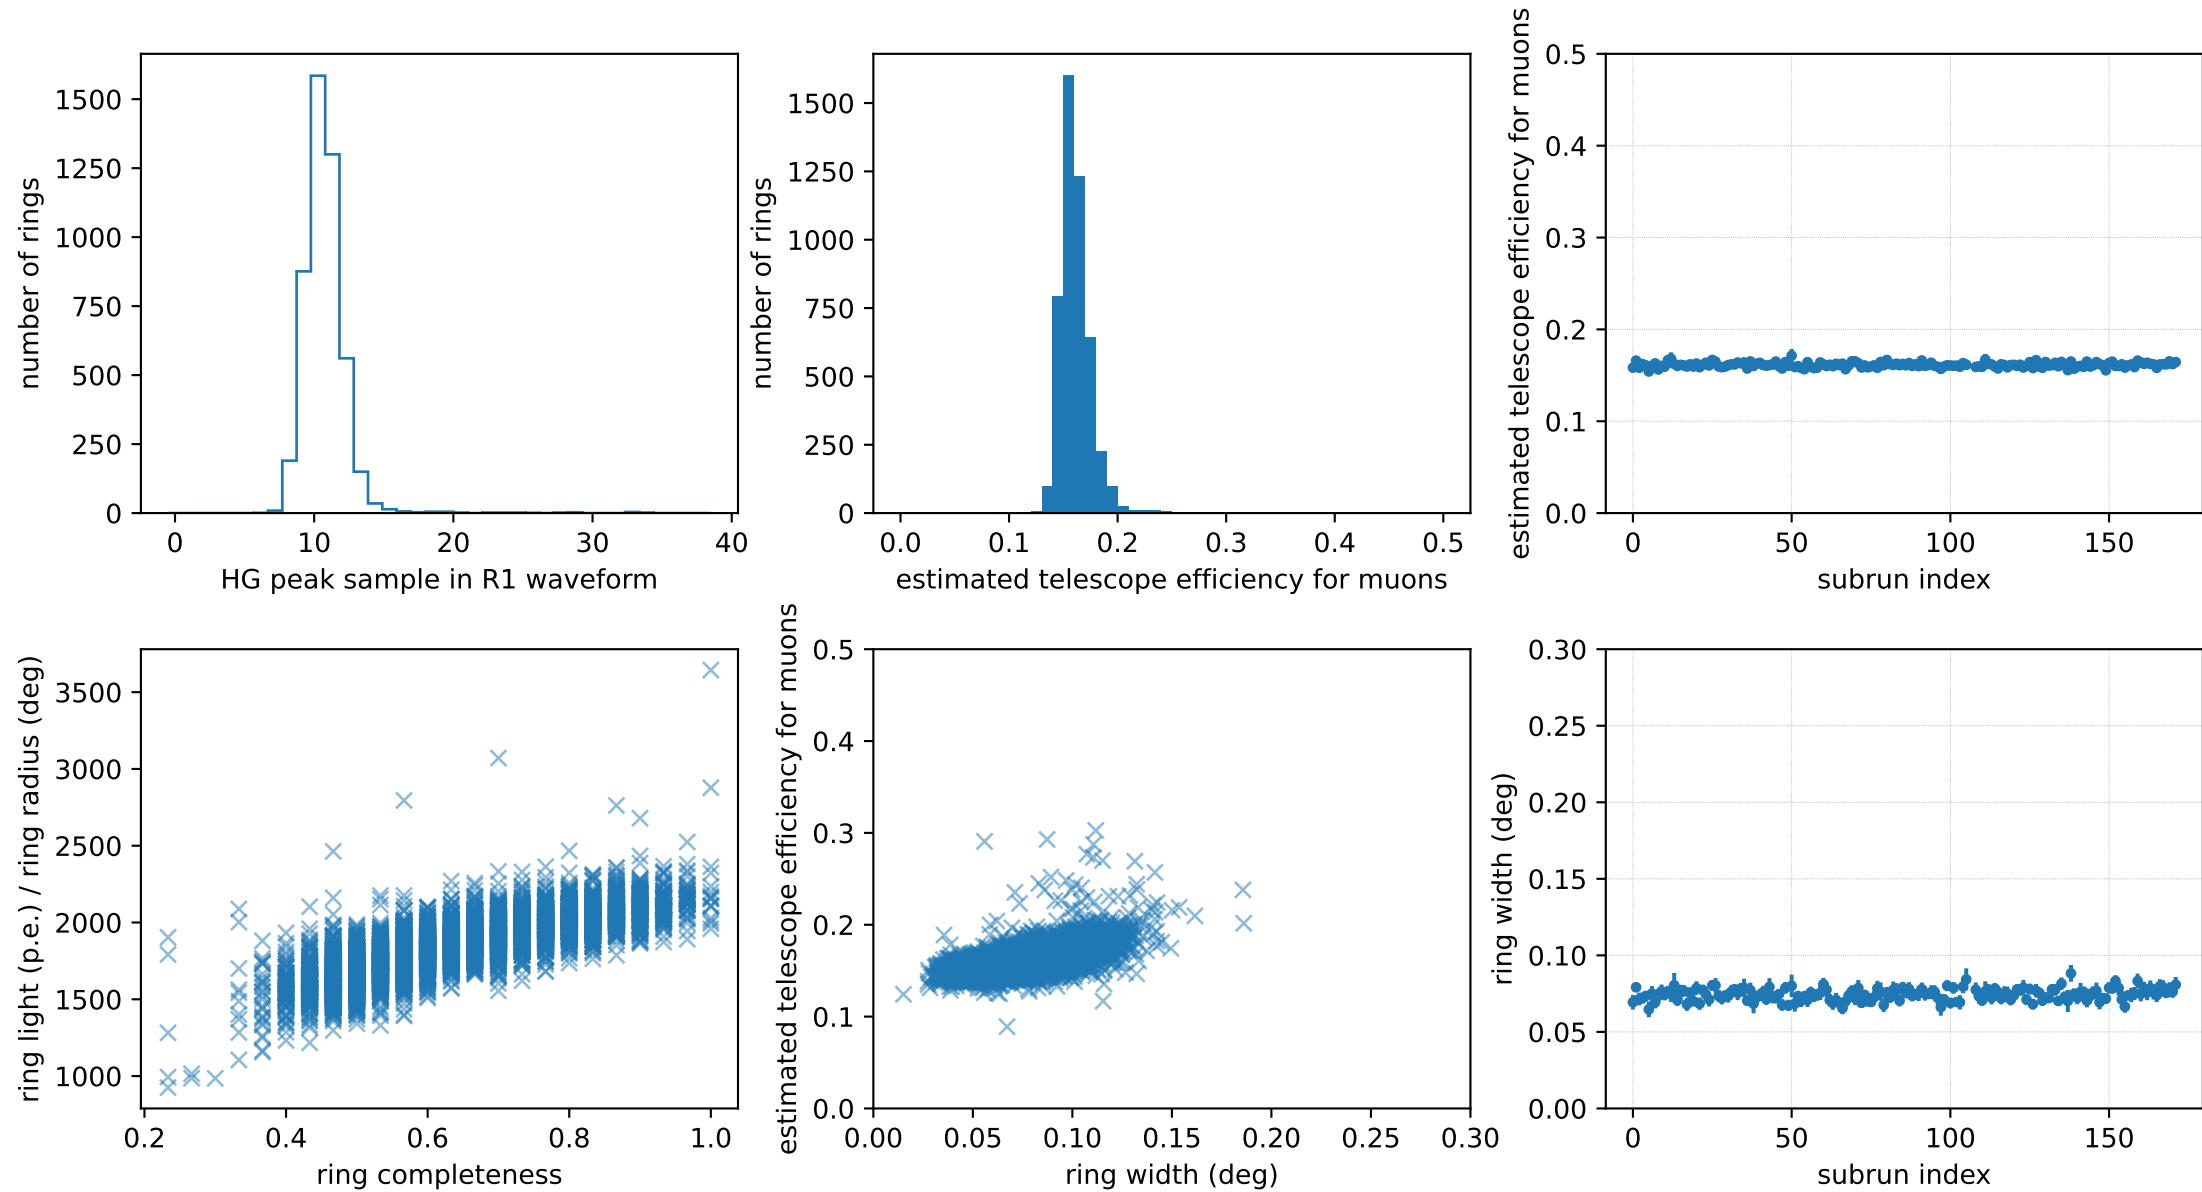 number of rings
1500
1250
1000
750
500
250
0
0 10 20 30 40
HG peak sample in R1 waveform
number of rings
1500
1250
1000
750
500
250
0
0.0 0.1 0.2 0.3 0.4 0.5
estimated telescope efficiency for muons
estimated telescope efficiency for muons
0.5
0.4
0.3
0.2
0.1
0.0
0 50 100 150
subrun index
ring light (p.e.) / ring radius (deg)
3500
3000
2500
2000
1500
1000
0.2 0.4 0.6 0.8 1.0
ring completeness
estimated telescope efficiency for muons
0.5
0.4
0.3
0.2
0.1
0.0
0.00 0.05 0.10 0.15 0.20 0.25 0.30
ring width (deg)
ring width (deg)
0.30
0.25
0.20
0.15
0.10
0.05
0.00
0 50 100 150
subrun index